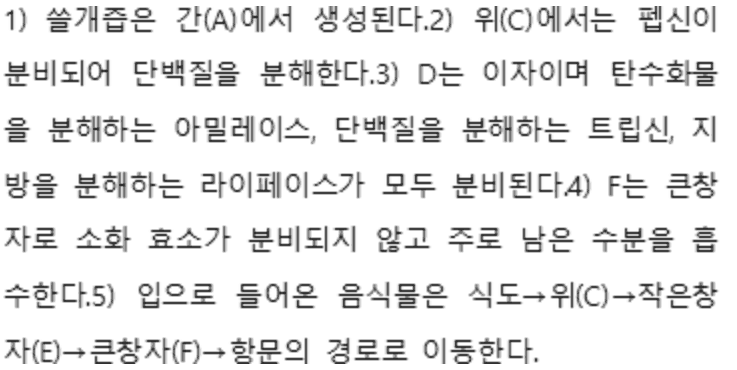 1) 쓸개즙은 간(A)에서 생성된다.2) 위(C)에서는 펩신이
분비되어 단백질을 분해한다.3) D는 이자이며 탄수화물
을 분해하는 아밀레이스, 단백질을 분해하는 트립신, 지
방을 분해하는 라이페이스가 모두 분비된다.4) F는 큰창
자로 소화 효소가 분비되지 않고 주로 남은 수분을 흡
수한다.5) 입으로 들어온 음식물은 식도→위(C)→작은창
자(E)→큰창자(F)→항문의 경로로 이동한다.